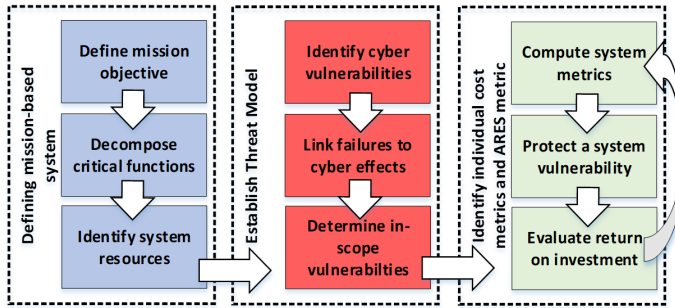 Defining mission-based
system
Define mission
objective
Decompose
critical functions
Identify system
resources
Establish Threat Model
Identify cyber
vulnerabilities
Link failures to
cyber effects
Determine in-
scope
vulnerabilties
Identify individual cost
metrics and ARES metric
Compute system
metrics
Protect a system
vulnerability
Evaluate return
on investment